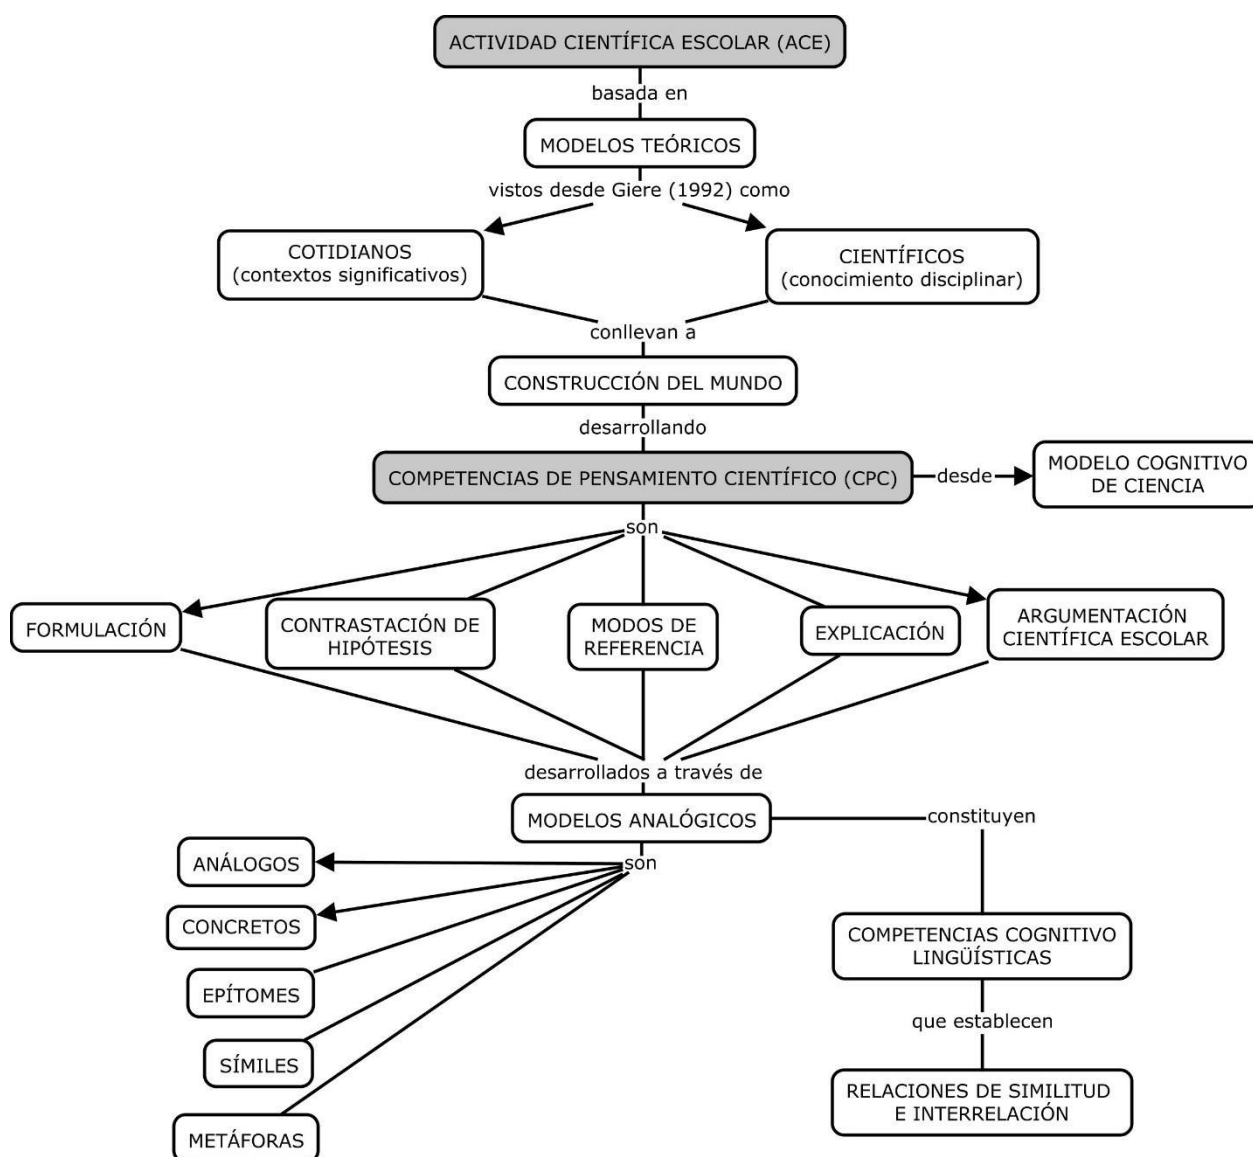 ACTIVIDAD CIENTÍFICA ESCOLAR (ACE)
basada en
MODELOS TEÓRICOS
vistos desde Giere (1992) como
COTIDIANOS
(contextos significativos)
CIENTÍFICOS
(conocimiento disciplinar)
conllevan a
CONSTRUCCIÓN DEL MUNDO
desarrollando
COMPETENCIAS DE PENSAMIENTO CIENTÍFICO (CPC)
desde
MODELO COGNITIVO
DE CIENCIA
son
FORMULACIÓN
CONTRASTACIÓN DE
HIPÓTESIS
MODOS DE
REFERENCIA
EXPLICACIÓN
ARGUMENTACIÓN
CIENTÍFICA ESCOLAR
desarrollados a través de
MODELOS ANALÓGICOS
constituyen
son
ANÁLOGOS
CONCRETOS
EPÍTOMES
SÍMILES
METÁFORAS
COMPETENCIAS COGNITIVO
LINGÜÍSTICAS
que establecen
RELACIONES DE SIMILITUD
E INTERRELACIÓN